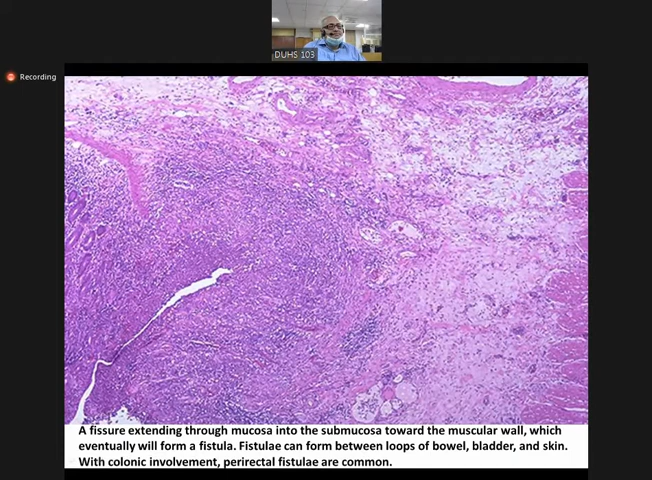 DUHS 103
Recording
A fissure extending through mucosa into the submucosa toward the muscular wall, which
eventually will form a fistula. Fistulae can form between loops of bowel, bladder, and skin.
With colonic involvement, perirectal fistulae are common.